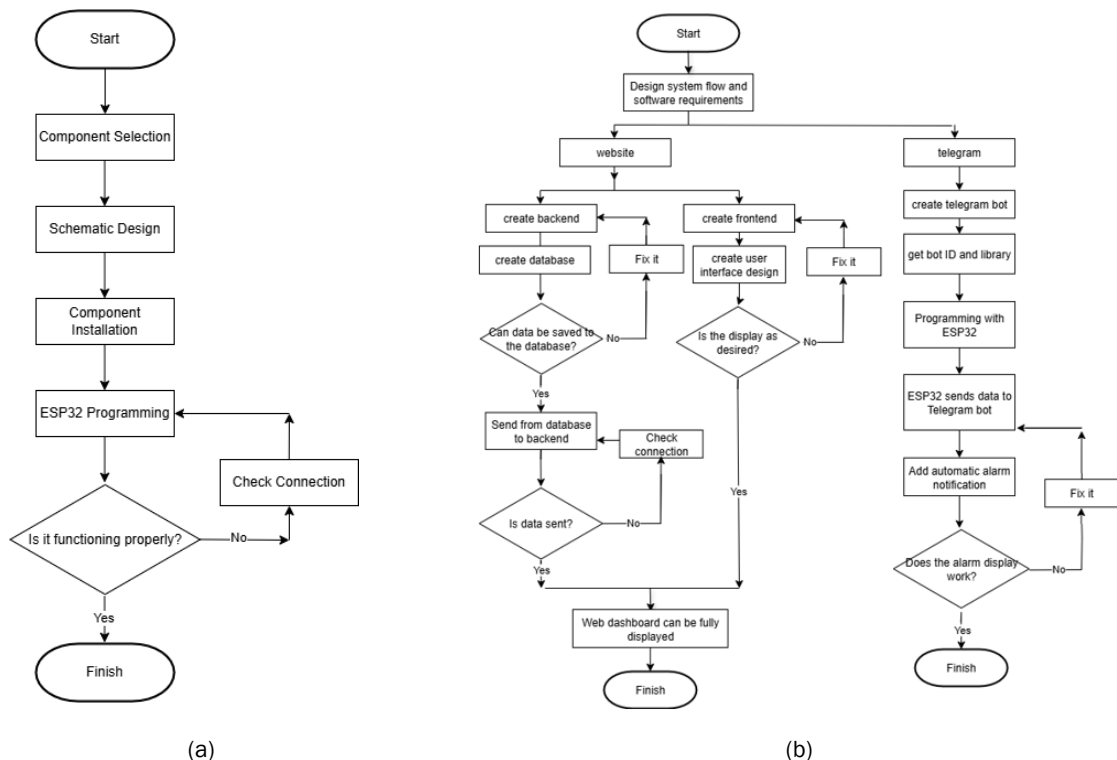 Start
Component Selection
Schematic Design
Component
Installation
ESP32 Programming
Check Connection
Is it functioning properly?
No
Yes
Finish
(a)
Start
Design system flow and
software requirements
website
create backend
create database
Fix it
Can data be saved to
the database?
No
Yes
Send from database
to backend
Check
connection
Is data sent?
No
Yes
create frontend
create user
interface design
Fix it
Is the display as
desired?
No
Yes
Web dashboard can be fully
displayed
Finish
telegram
create telegram bot
get bot ID and library
Programming with
ESP32
ESP32 sends data to
Telegram bot
Add automatic alarm
notification
Fix it
Does the alarm display
work?
No
Yes
Finish
(b)